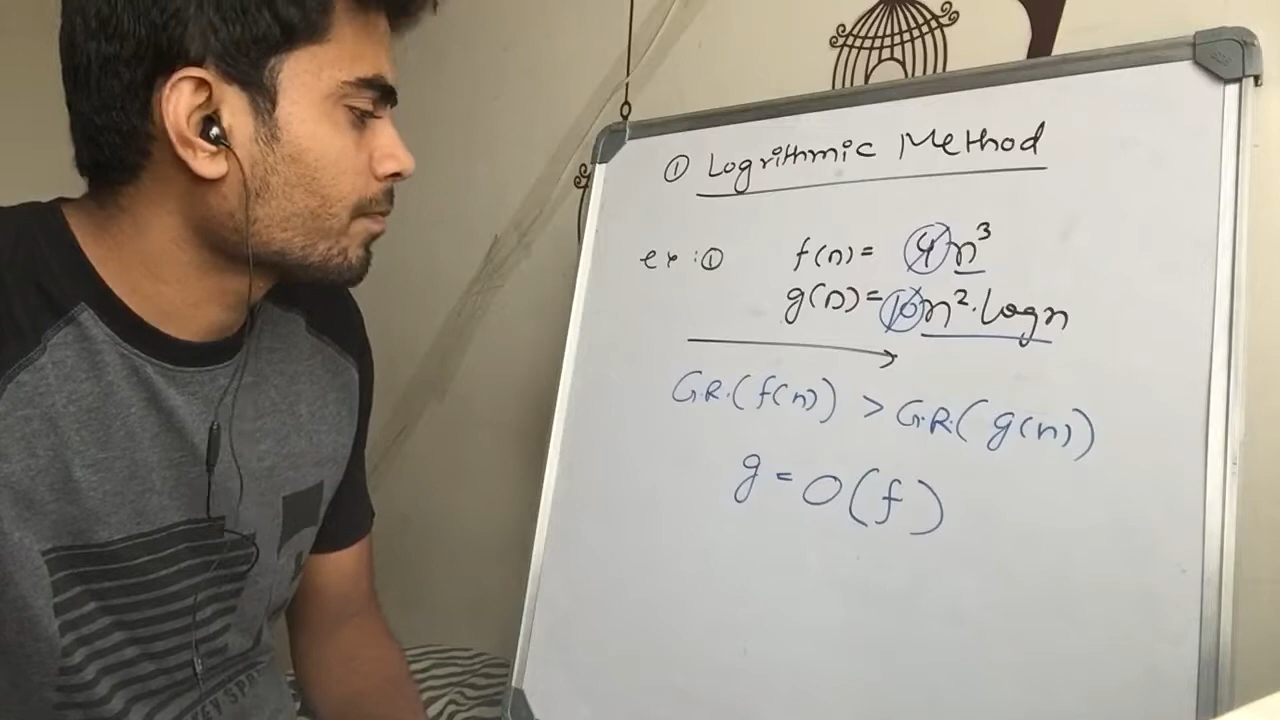 ① Logrithmic Method
ex :① f(n) = 4n³
g(n) = 10n².logn
G.R.(f(n)) > G.R.(g(n))
g = O(f)